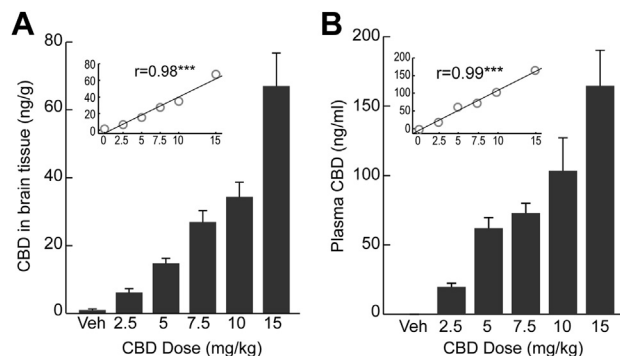 A
80
60
40
20
0
CBD in brain tissue (ng/g)
80
60
40
20
0
r=0.98***
0 2.5 5 7.5 10 15
Veh 2.5 5 7.5 10 15
CBD Dose (mg/kg)
B
200
150
100
50
0
Plasma CBD (ng/ml)
200
150
100
50
0
r=0.99***
0 2.5 5 7.5 10 15
Veh 2.5 5 7.5 10 15
CBD Dose (mg/kg)